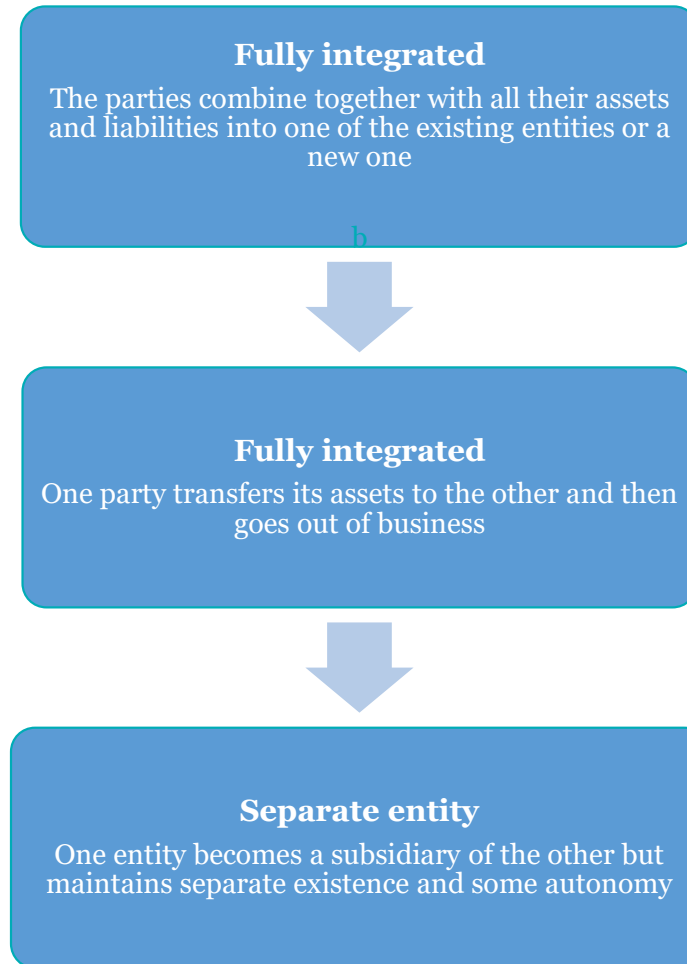 Fully integrated
The parties combine together with all their assets
and liabilities into one of the existing entities or a
new one
b
Fully integrated
One party transfers its assets to the other and then
goes out of business
Separate entity
One entity becomes a subsidiary of the other but
maintains separate existence and some autonomy